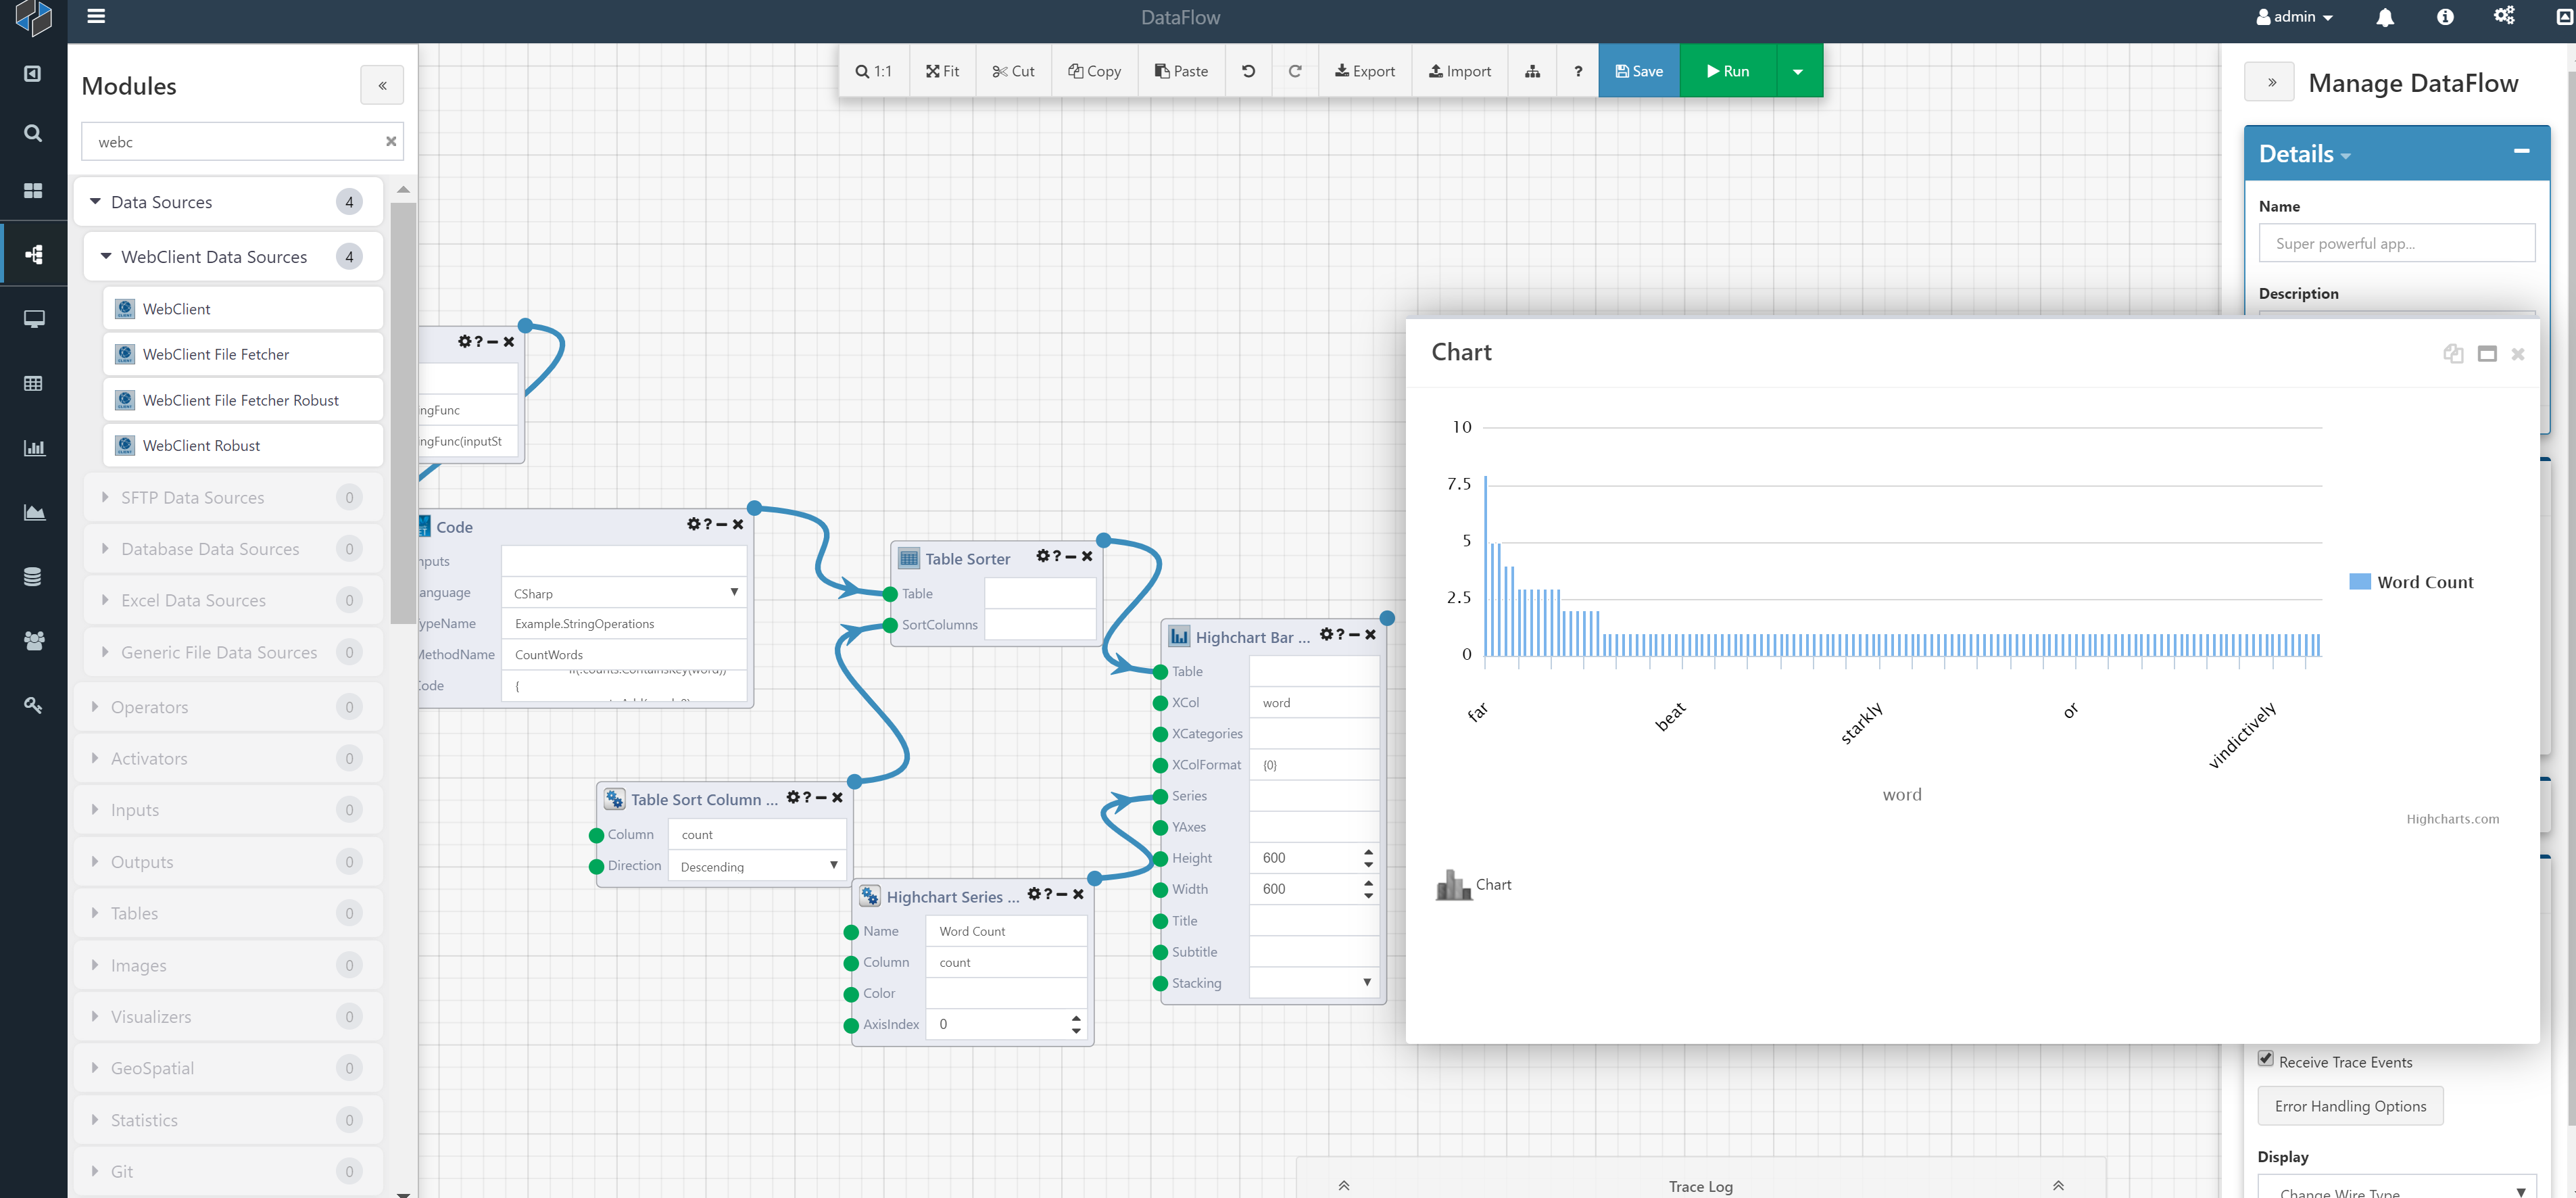 DataFlow
admin
Modules
webc
Data Sources 4
WebClient Data Sources 4
WebClient
WebClient File Fetcher
WebClient File Fetcher Robust
WebClient Robust
SFTP Data Sources 0
Database Data Sources 0
Excel Data Sources 0
Generic File Data Sources 0
Operators 0
Activators 0
Inputs 0
Outputs 0
Tables 0
Images 0
Visualizers 0
GeoSpatial 0
Statistics 0
Git 0
1:1 Fit Cut Copy Paste Export Import ? Save Run
?
ngFunc
ngFunc(inputSt
Code ?
nputs
anguage CSharp
ypeName Example.StringOperations
MethodName CountWords
ode {
Table Sorter ?
Table
SortColumns
Table Sort Column ... ?
Column count
Direction Descending
Highchart Series ... ?
Name Word Count
Column count
Color
AxisIndex 0
Highchart Bar ... ?
Table
XCol word
XCategories
XColFormat {0}
Series
YAxes
Height 600
Width 600
Title
Subtitle
Stacking
Manage DataFlow
Details
Name
Super powerful app...
Description
Chart
10
7.5
5
2.5
0
far
beat
starkly
or
vindictively
word
Word Count
Highcharts.com
Chart
Receive Trace Events
Error Handling Options
Display
Change Wire Type
Trace Log